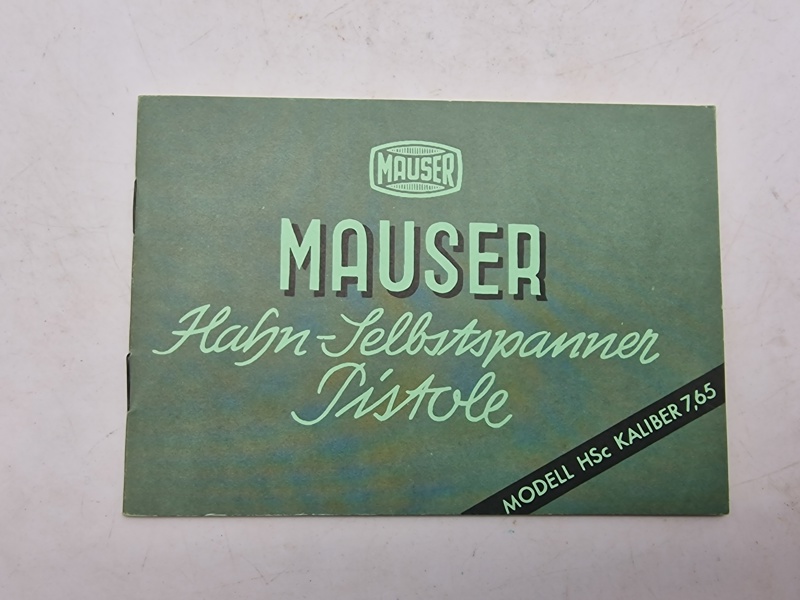 MAUSER
MAUSER
Hahn-Selbstspanner
Pistole
MODELL HSc KALIBER 7,65